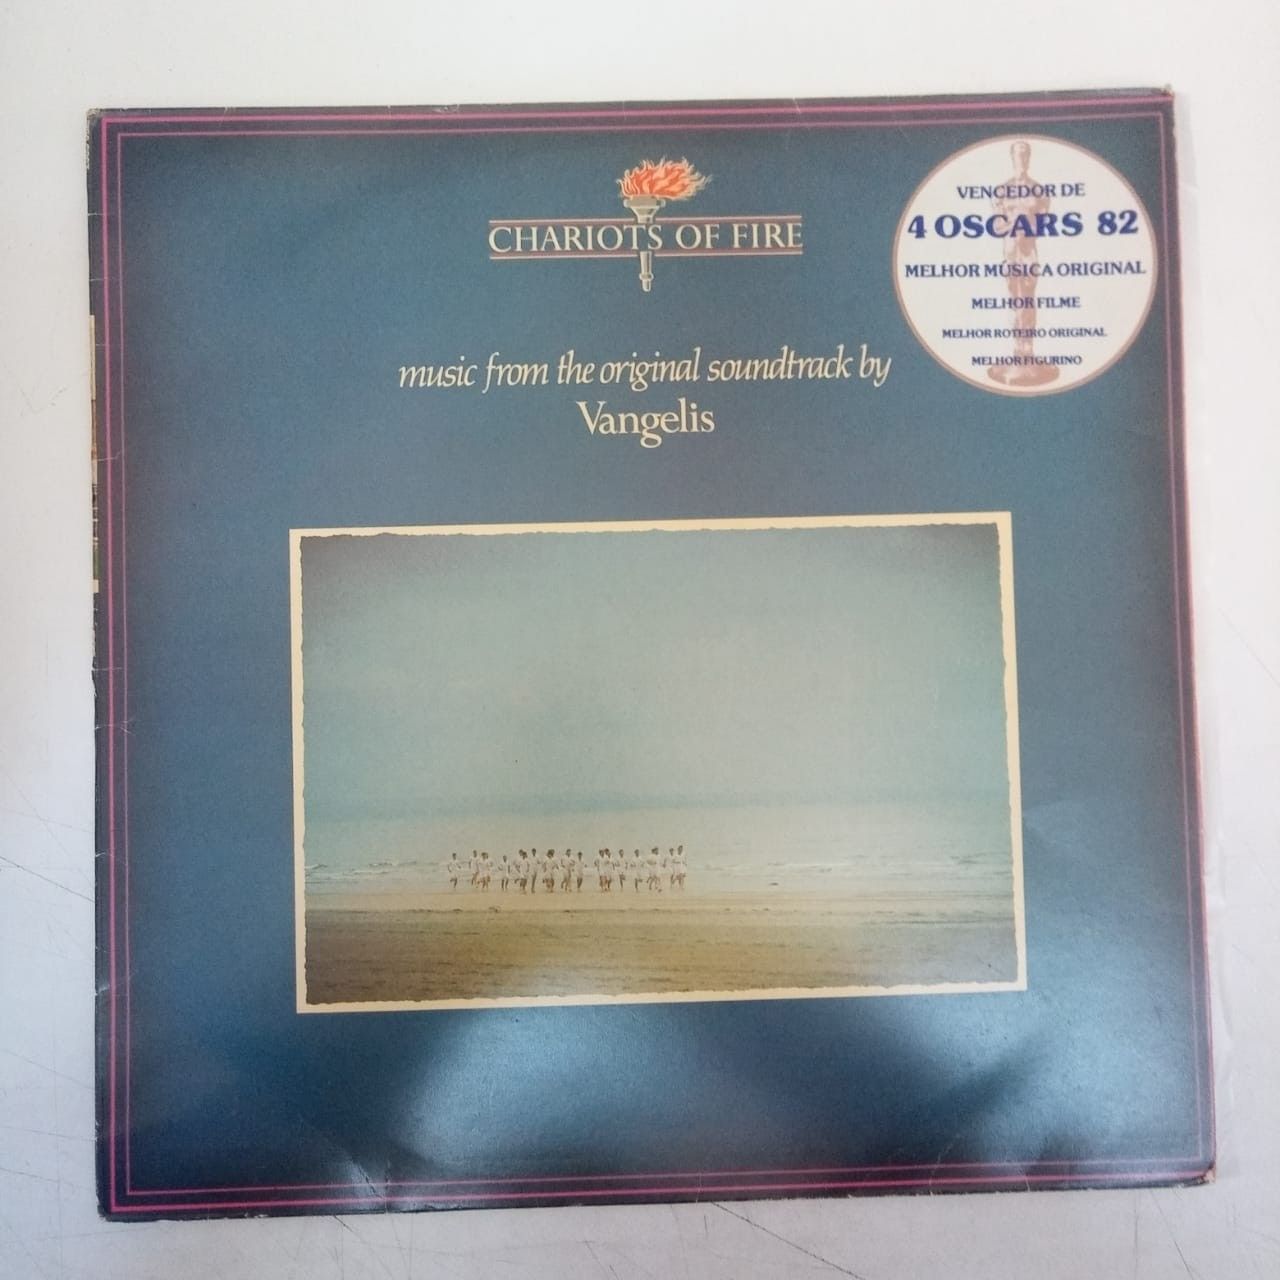 CHARIOTS OF FIRE
music from the original soundtrack by
Vangelis
VENCEDOR DE
4 OSCARS 82
MELHOR MÚSICA ORIGINAL
MELHOR FILME
MELHOR ROTEIRO ORIGINAL
MELHOR FIGURINO